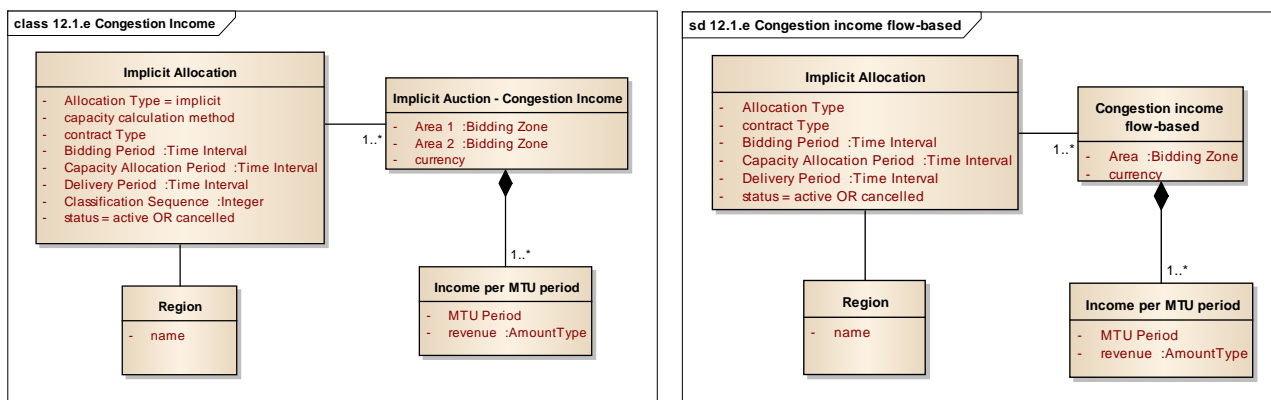 class 12.1.e Congestion Income
Implicit Allocation
- Allocation Type = implicit
- capacity calculation method
- contract Type
- Bidding Period :Time Interval
- Capacity Allocation Period :Time Interval
- Delivery Period :Time Interval
- Classification Sequence :Integer
- status = active OR cancelled
1..*
Implicit Auction - Congestion Income
- Area 1 :Bidding Zone
- Area 2 :Bidding Zone
- currency
1..*
Region
- name
Income per MTU period
- MTU Period
- revenue :AmountType
sd 12.1.e Congestion income flow-based
Implicit Allocation
- Allocation Type
- contract Type
- Bidding Period :Time Interval
- Capacity Allocation Period :Time Interval
- Delivery Period :Time Interval
- status = active OR cancelled
1..*
Congestion income
flow-based
- Area :Bidding Zone
- currency
1..*
Region
- name
Income per MTU period
- MTU Period
- revenue :AmountType